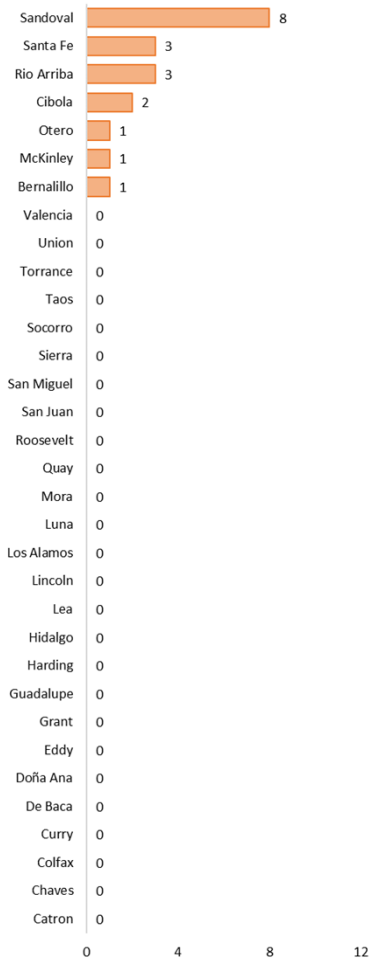 Sandoval 8
Santa Fe 3
Rio Arriba 3
Cibola 2
Otero 1
McKinley 1
Bernalillo 1
Valencia 0
Union 0
Torrance 0
Taos 0
Socorro 0
Sierra 0
San Miguel 0
San Juan 0
Roosevelt 0
Quay 0
Mora 0
Luna 0
Los Alamos 0
Lincoln 0
Lea 0
Hidalgo 0
Harding 0
Guadalupe 0
Grant 0
Eddy 0
Doña Ana 0
De Baca 0
Curry 0
Colfax 0
Chaves 0
Catron 0
0 4 8 12